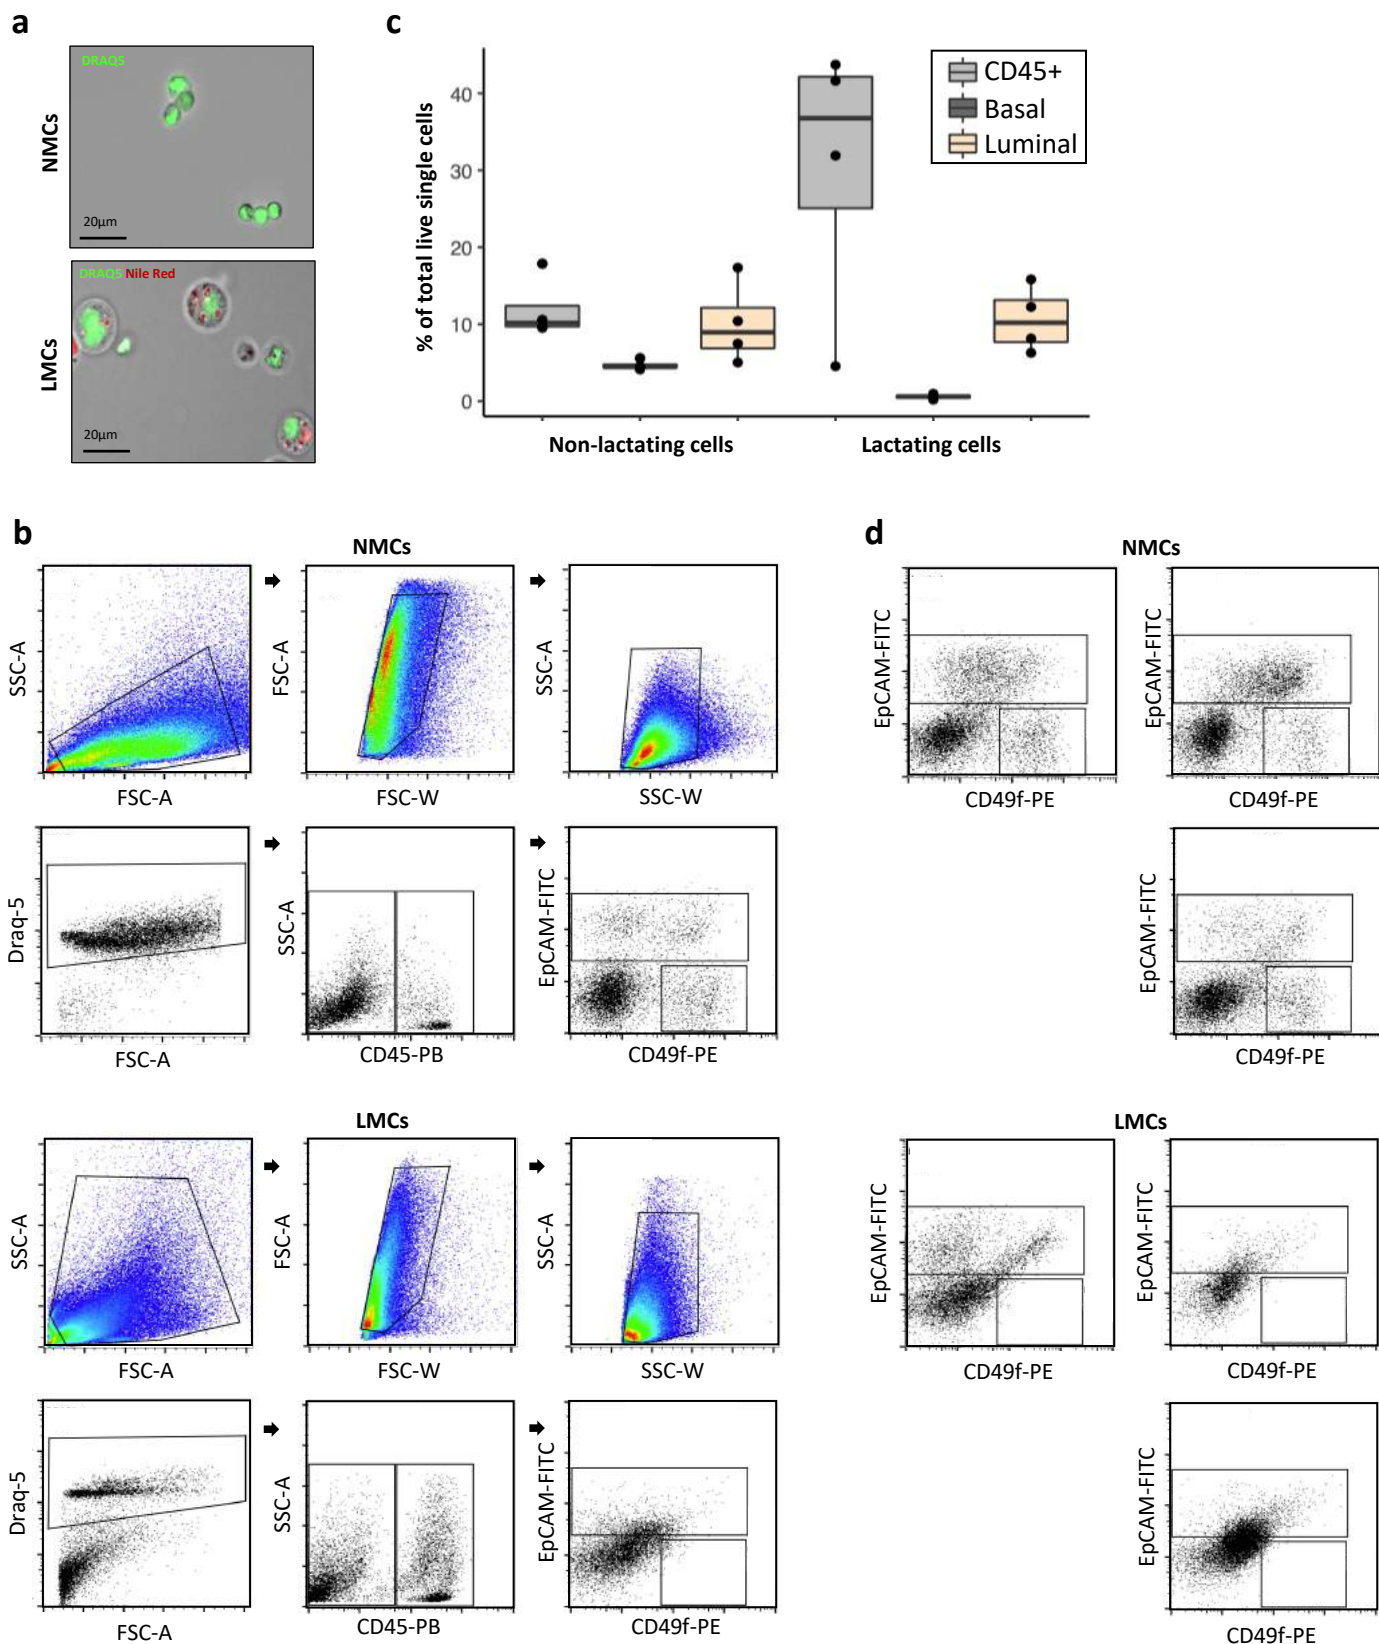 a
NMCs
DRAQ5
20µm
LMCs
DRAQ5 Nile Red
20µm
c
% of total live single cells
40
30
20
10
0
Non-lactating cells
Lactating cells
CD45+
Basal
Luminal
b
NMCs
SSC-A
FSC-A
FSC-A
FSC-W
SSC-A
SSC-W
Draq-5
FSC-A
SSC-A
CD45-PB
EpCAM-FITC
CD49f-PE
LMCs
SSC-A
FSC-A
FSC-A
FSC-W
SSC-A
SSC-W
Draq-5
FSC-A
SSC-A
CD45-PB
EpCAM-FITC
CD49f-PE
d
NMCs
EpCAM-FITC
CD49f-PE
EpCAM-FITC
CD49f-PE
EpCAM-FITC
CD49f-PE
LMCs
EpCAM-FITC
CD49f-PE
EpCAM-FITC
CD49f-PE
EpCAM-FITC
CD49f-PE